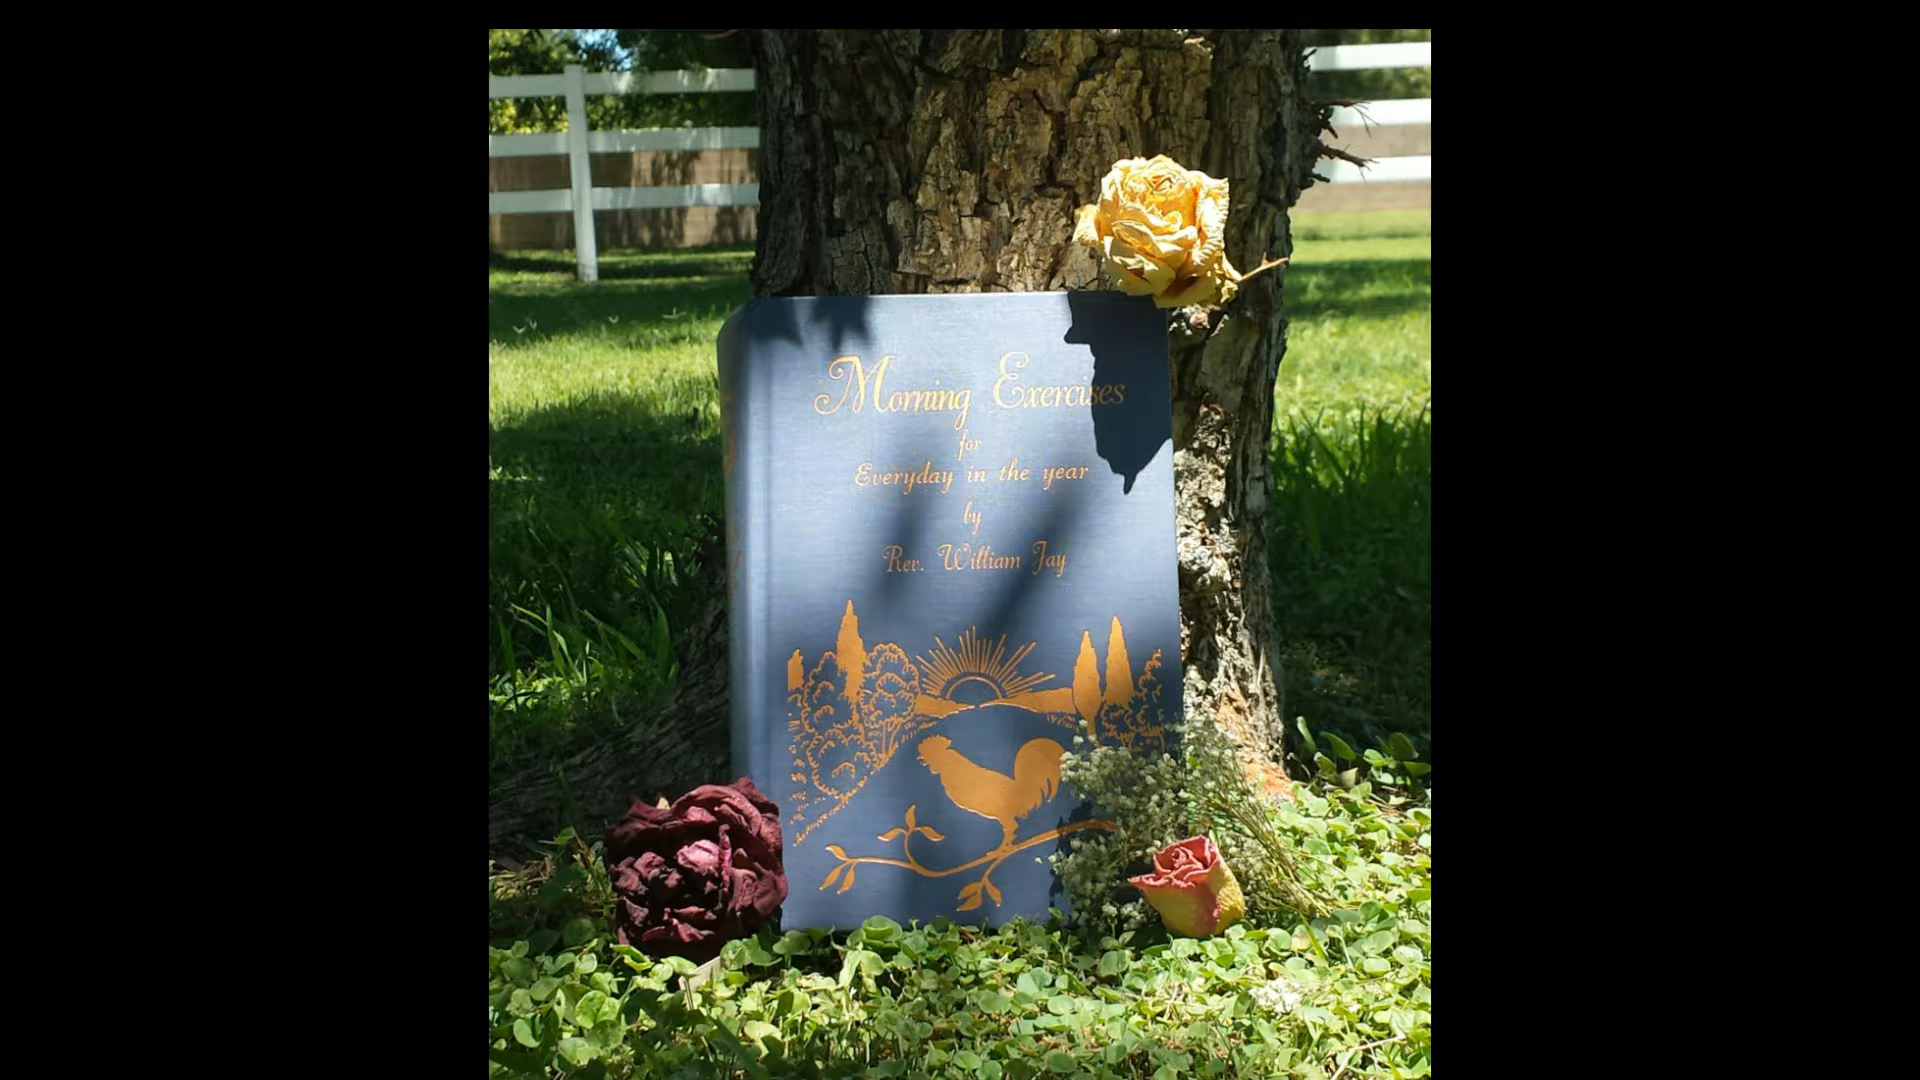 Morning Exercises
for
Everyday in the year
by
Rev. William Jay